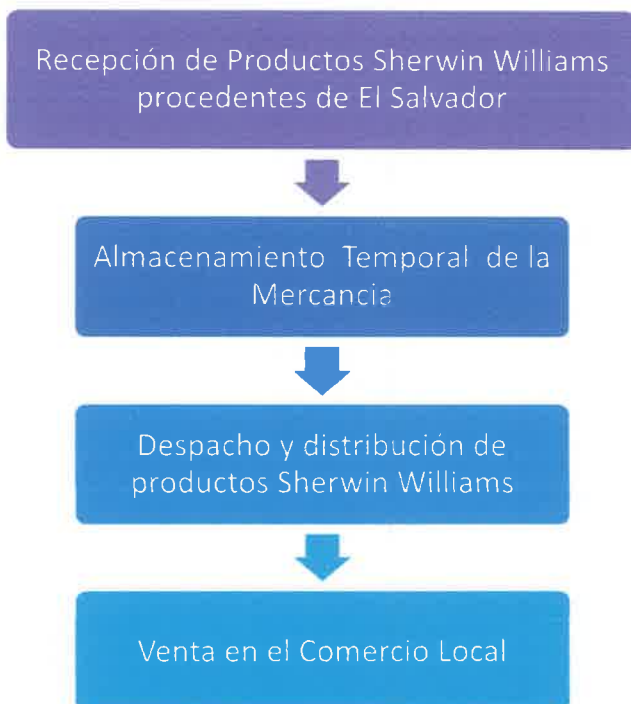 Recepción de Productos Sherwin Williams
procedentes de El Salvador
Almacenamiento Temporal de la
Mercancia
Despacho y distribución de
productos Sherwin Williams
Venta en el Comercio Local